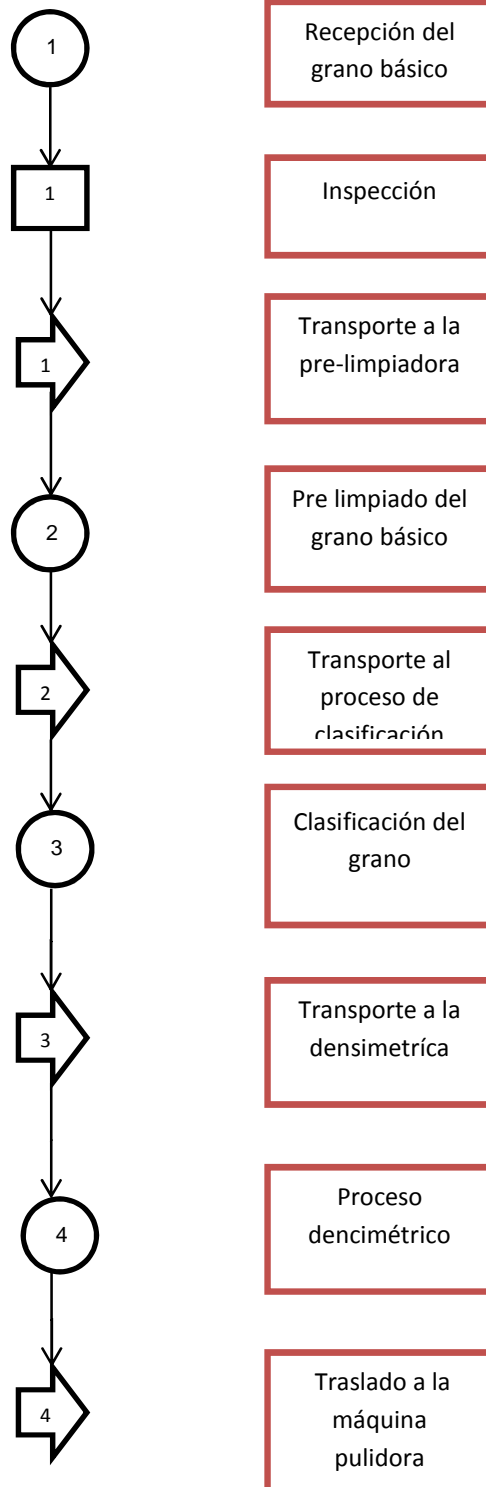 1
Recepción del
grano básico
1
Inspección
1
Transporte a la
pre-limpiadora
2
Pre limpiado del
grano básico
2
Transporte al
proceso de
clasificación
3
Clasificación del
grano
3
Transporte a la
densimetríca
4
Proceso
dencimétrico
4
Traslado a la
máquina
pulidora